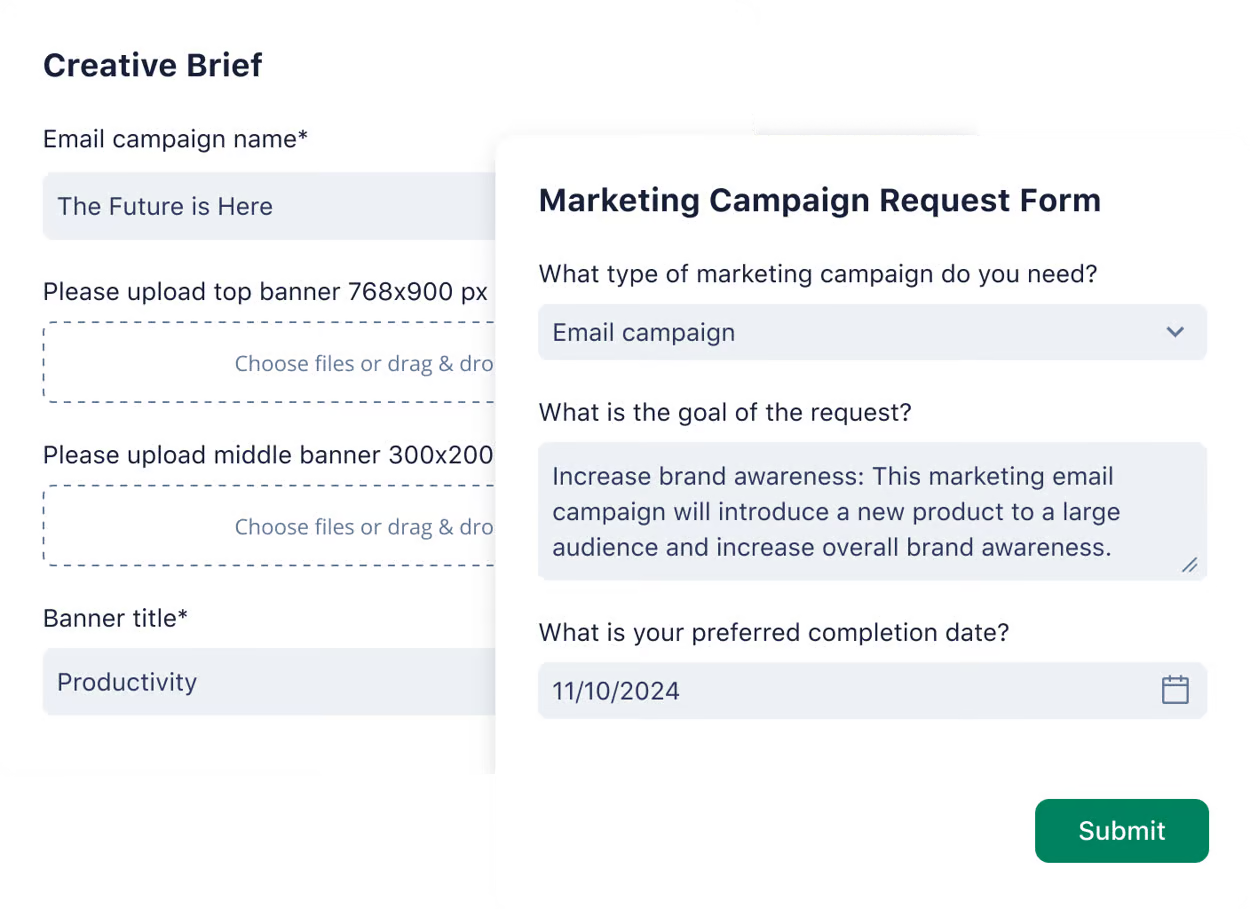 Creative Brief
Email campaign name*
The Future is Here
Please upload top banner 768x900 px
Choose files or drag &
Please upload middle banner 300x200
Choose files or drag &
Banner title*
Productivity
Marketing Campaign Request Form
What type of marketing campaign do you need?
Email campaign
What is the goal of the request?
Increase brand awareness: This marketing email
campaign will introduce a new product to a large
audience and increase overall brand awareness.
What is your preferred completion date?
11/10/2024
Submit